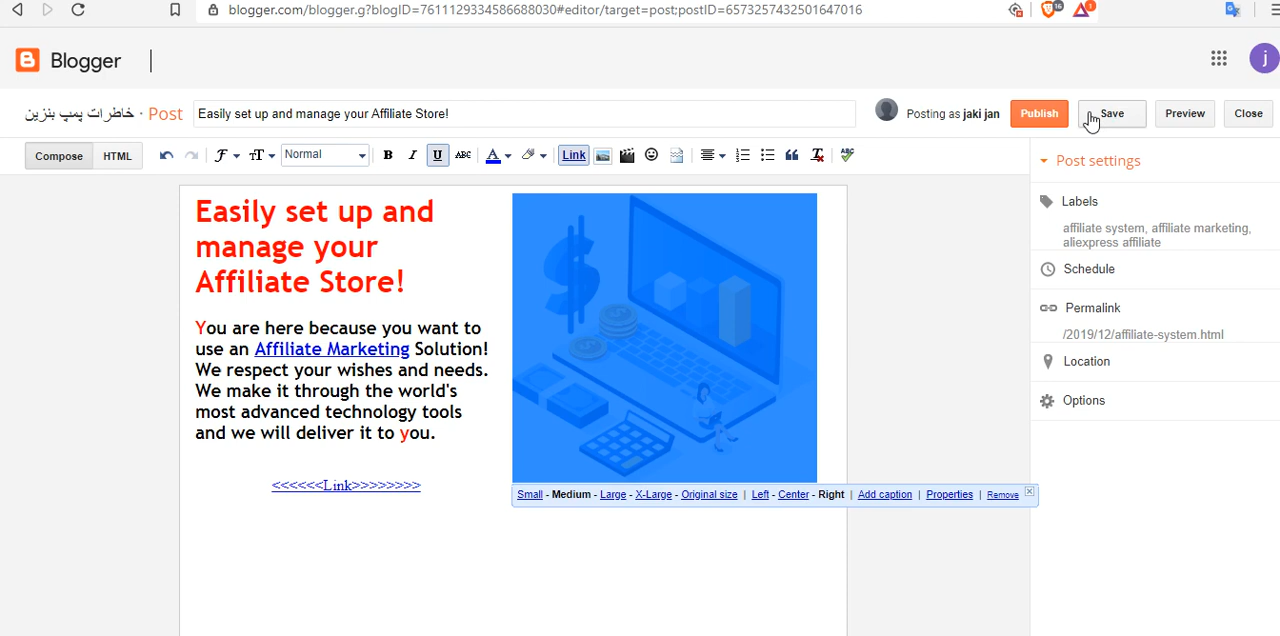 blogger.com/blogger.g?blogID=7611129334586688030#editor/target=post;postID=6573257432501647016
16
1
Blogger
j
خاطرات پمپ بنزین · Post
Easily set up and manage your Affiliate Store!
Posting as jaki jan
Publish
Save
Preview
Close
Compose
HTML
Normal
B
I
U
ABC
A
Link
Post settings
Labels
affiliate system, affiliate marketing,
aliexpress affiliate
Schedule
Permalink
/2019/12/affiliate-system.html
Location
Options
Easily set up and
manage your
Affiliate Store!
You are here because you want to
use an Affiliate Marketing Solution!
We respect your wishes and needs.
We make it through the world's
most advanced technology tools
and we will deliver it to you.
<<<<<<Link>>>>>>>>
Small - Medium - Large - X-Large - Original size | Left - Center - Right | Add caption | Properties | Remove